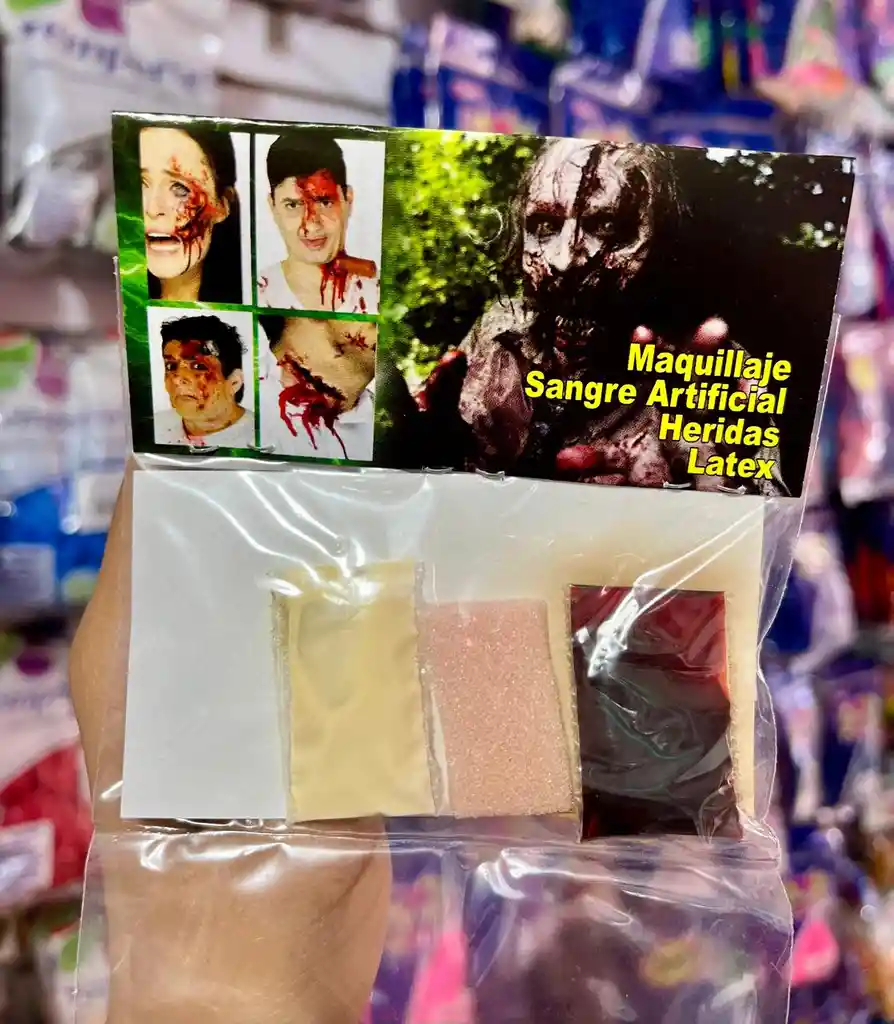 Maquillaje
Sangre Artificial
Heridas
Latex